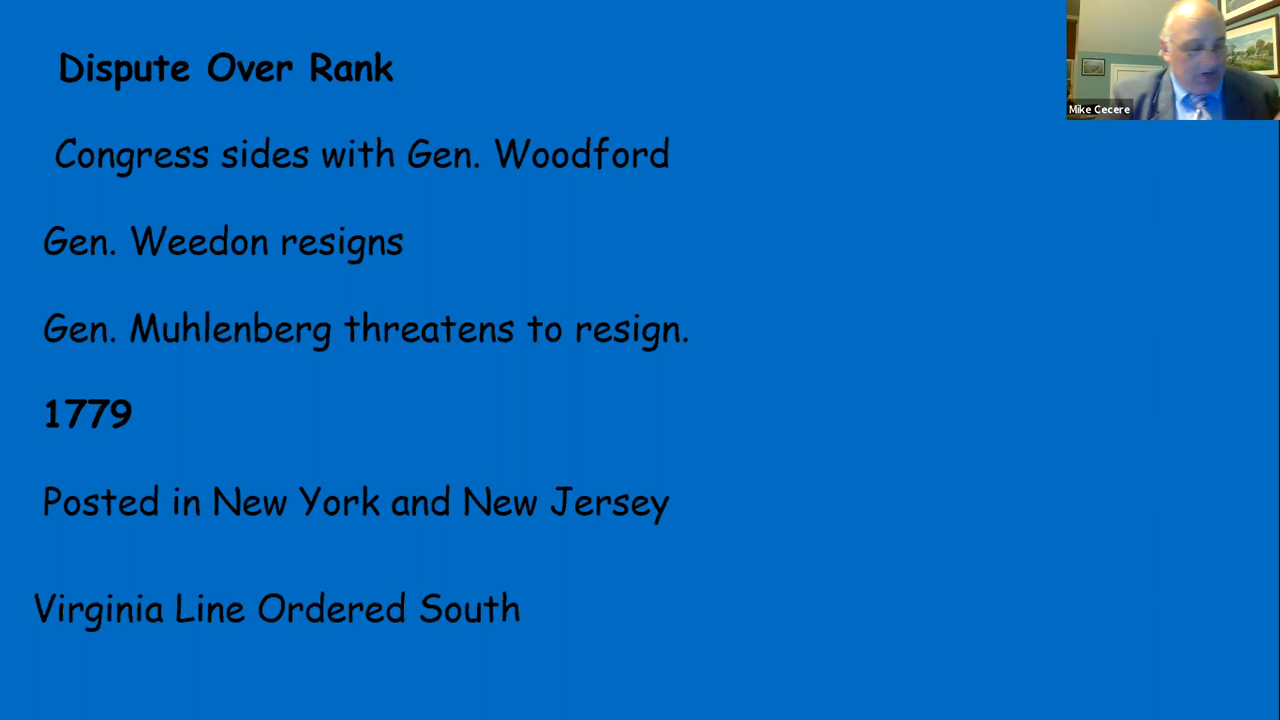 Dispute Over Rank
Congress sides with Gen. Woodford
Gen. Weedon resigns
Gen. Muhlenberg threatens to resign.
1779
Posted in New York and New Jersey
Virginia Line Ordered South
Mike Cecere